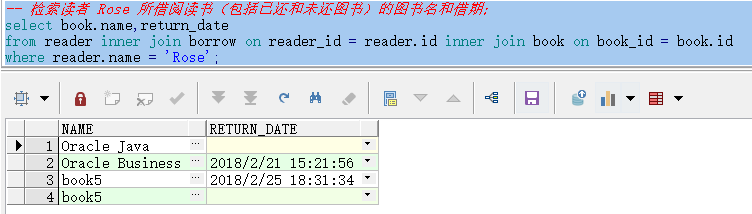 -- 检索读者 Rose 所借阅读书（包括已还和未还图书）的图书名和借期;
select book.name,return_date
from reader inner join borrow on reader_id = reader.id inner join book on book_id = book.id
where reader.name = 'Rose';
NAME RETURN_DATE
1 Oracle Java ...
2 Oracle Business ... 2018/2/21 15:21:56
3 book5 ... 2018/2/25 18:31:34
4 book5 ...